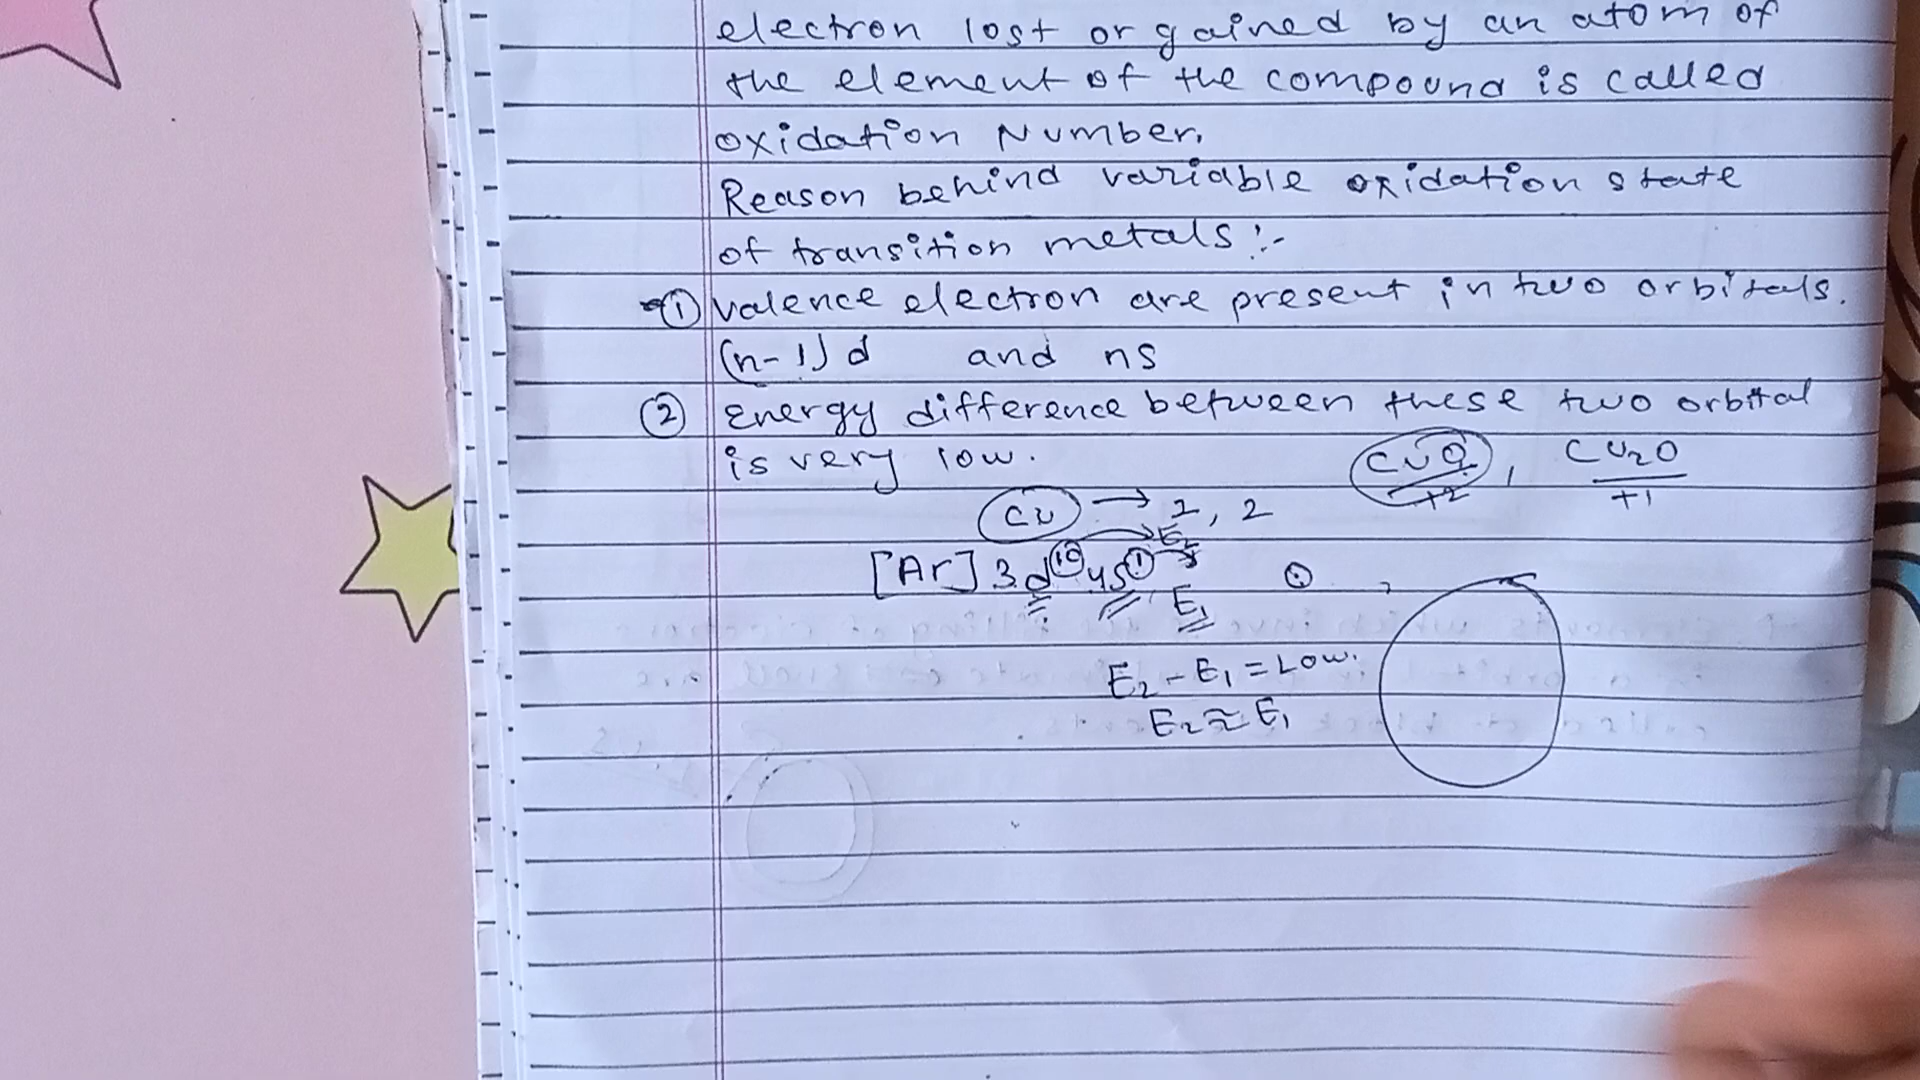 electron lost or gained by an atom of
the element of the compound is called
oxidation Number.
Reason behind variable oxidation state
of transition metals :-
① valence electron are present in two orbitals.
(n-1) d and ns
② Energy difference between these two orbital
is very low.
CuO, Cu₂O
+2 +1
Cu → 1, 2
E₂
[Ar] 3d¹⁰ 4s¹
E₁
E₂ - E₁ = Low.
E₂ ≈ E₁